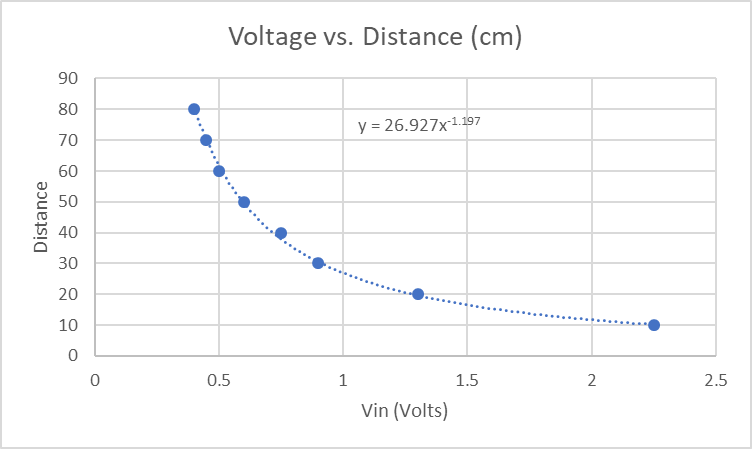 Voltage vs. Distance (cm)
90
80
70
60
50
40
30
20
10
0
Distance
y = 26.927x^-1.197
0 0.5 1 1.5 2 2.5
Vin (Volts)